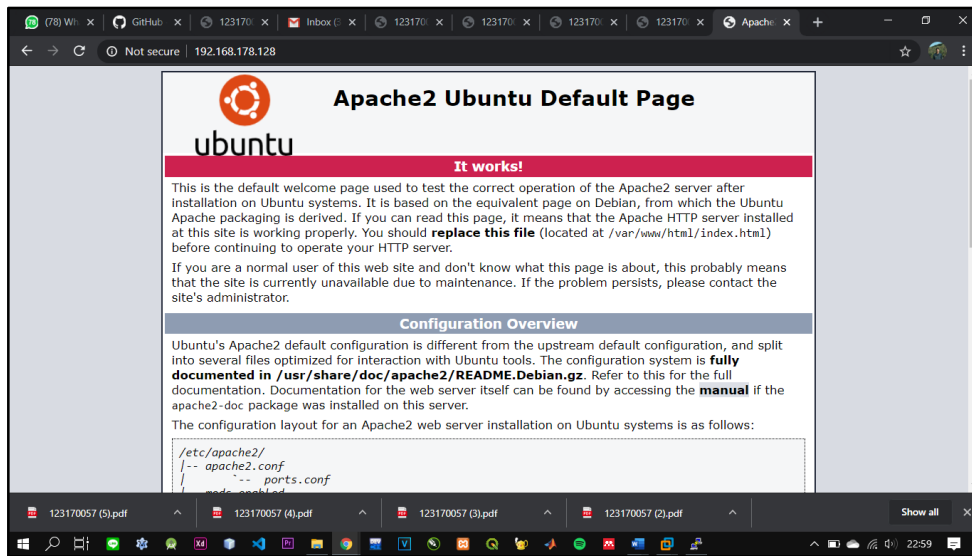 (78) Wh
GitHub
123170
Inbox (
123170
123170
123170
123170
Apache
Not secure | 192.168.178.128
ubuntu
Apache2 Ubuntu Default Page
It works!
This is the default welcome page used to test the correct operation of the Apache2 server after
installation on Ubuntu systems. It is based on the equivalent page on Debian, from which the Ubuntu
Apache packaging is derived. If you can read this page, it means that the Apache HTTP server installed
at this site is working properly. You should replace this file (located at /var/www/html/index.html)
before continuing to operate your HTTP server.
If you are a normal user of this web site and don't know what this page is about, this probably means
that the site is currently unavailable due to maintenance. If the problem persists, please contact the
site's administrator.
Configuration Overview
Ubuntu's Apache2 default configuration is different from the upstream default configuration, and split
into several files optimized for interaction with Ubuntu tools. The configuration system is fully
documented in /usr/share/doc/apache2/README.Debian.gz. Refer to this for the full
documentation. Documentation for the web server itself can be found by accessing the manual if the
apache2-doc package was installed on this server.
The configuration layout for an Apache2 web server installation on Ubuntu systems is as follows:
/etc/apache2/
|-- apache2.conf
|       `--  ports.conf
123170057 (5).pdf
123170057 (4).pdf
123170057 (3).pdf
123170057 (2).pdf
Show all
22:59